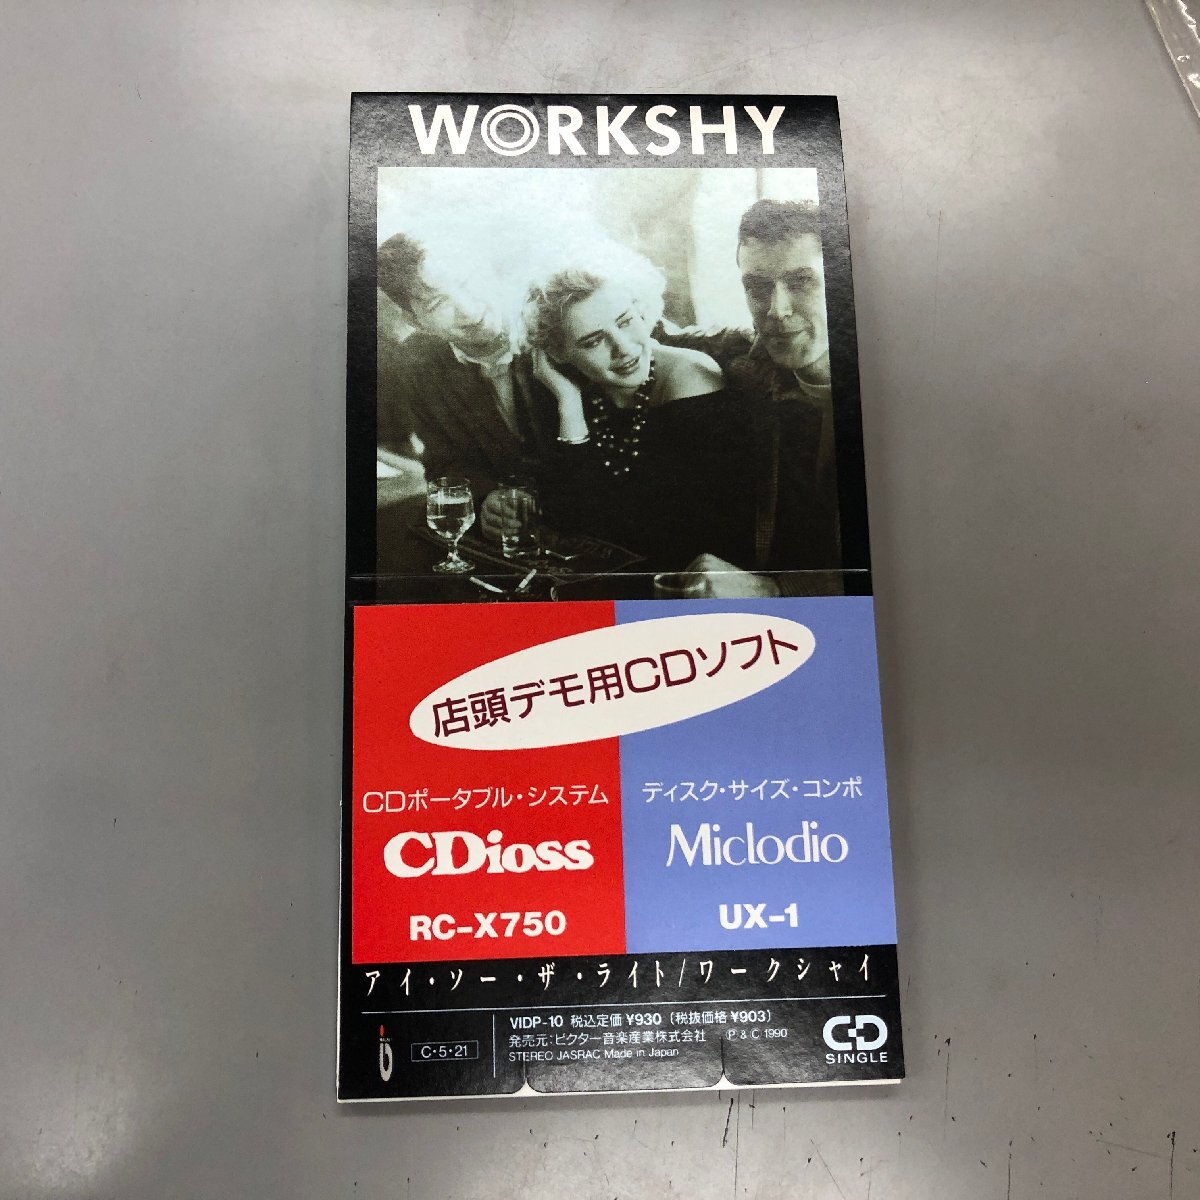 WORKSHY
店頭デモ用CDソフト
CDポータブル・システム
CDioss
RC-X750
ディスク・サイズ・コンポ
Miclodio
UX-1
アイ・ソー・ザ・ライト/ワークシャイ
VIDP-10 税込定価¥930 (税抜価格¥903)
発売元:ビクター音楽産業株式会社 Ⓟ & C 1990
STEREO JASRAC Made in Japan
C・5・21
CD
SINGLE